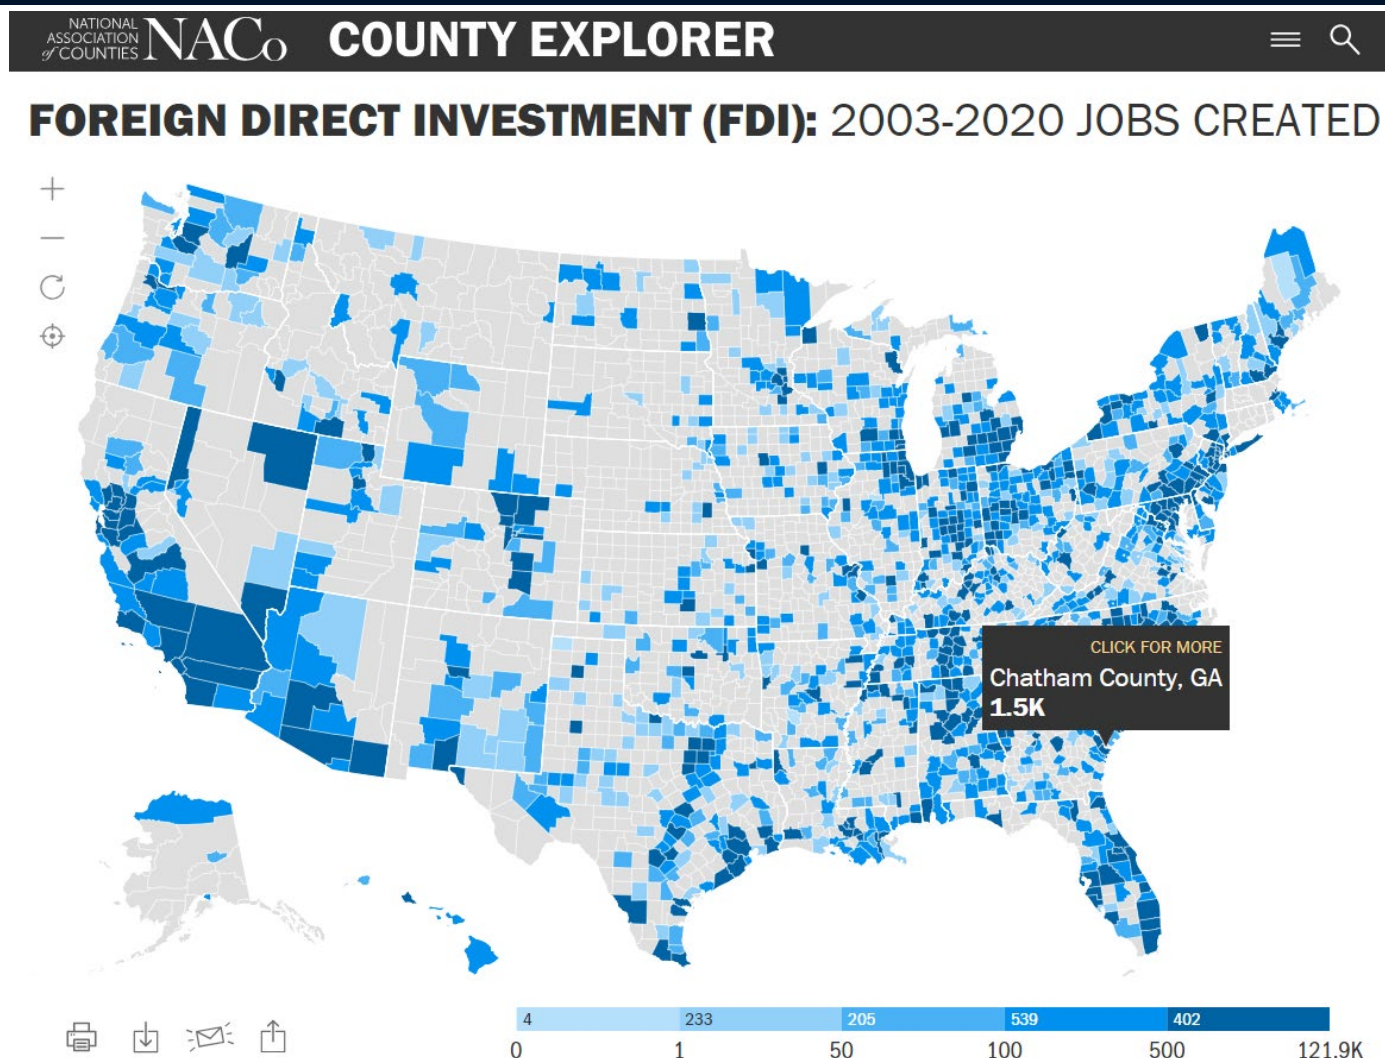 NATIONAL
ASSOCIATION
of COUNTIES
NACo
COUNTY EXPLORER
FOREIGN DIRECT INVESTMENT (FDI): 2003-2020 JOBS CREATED
CLICK FOR MORE
Chatham County, GA
1.5K
4 233 205 539 402
0 1 50 100 500 121.9K